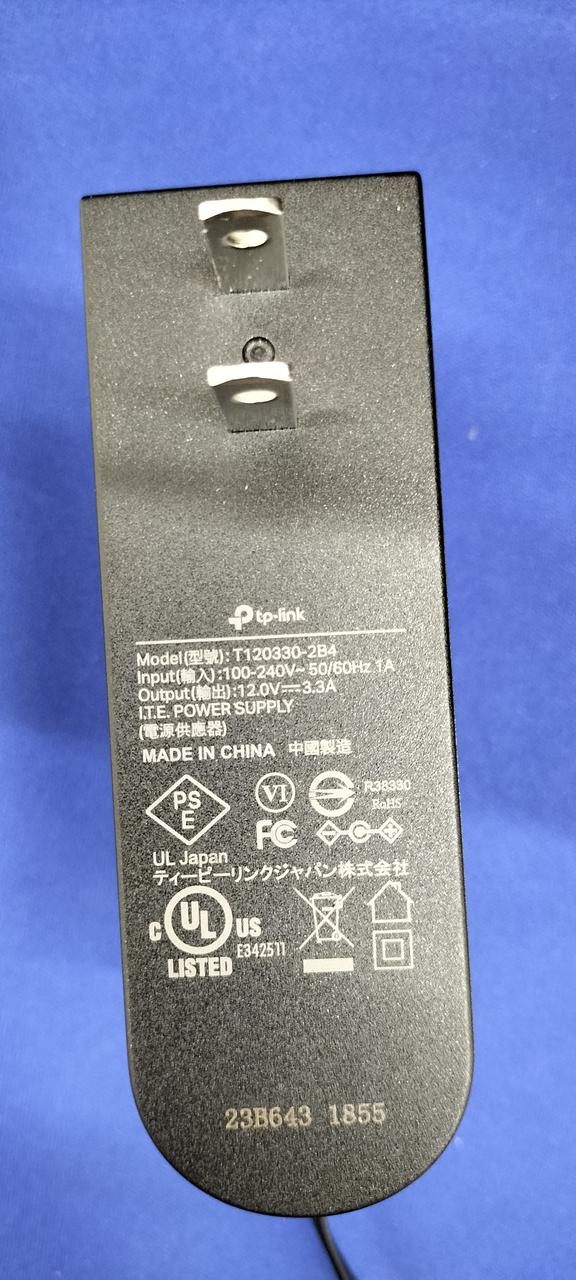 tp-link
Model(型號):T120330-2B4
Input(輸入):100-240V~50/60Hz 1A
Output(輸出):12.0V⎓3.3A
I.T.E. POWER SUPPLY
(電源供應器)
MADE IN CHINA 中國製造
PS
E
VI
R38330
RoHS
FC
UL Japan
ティーピーリンクジャパン株式会社
C UL US
LISTED
E342511
23B643 1855